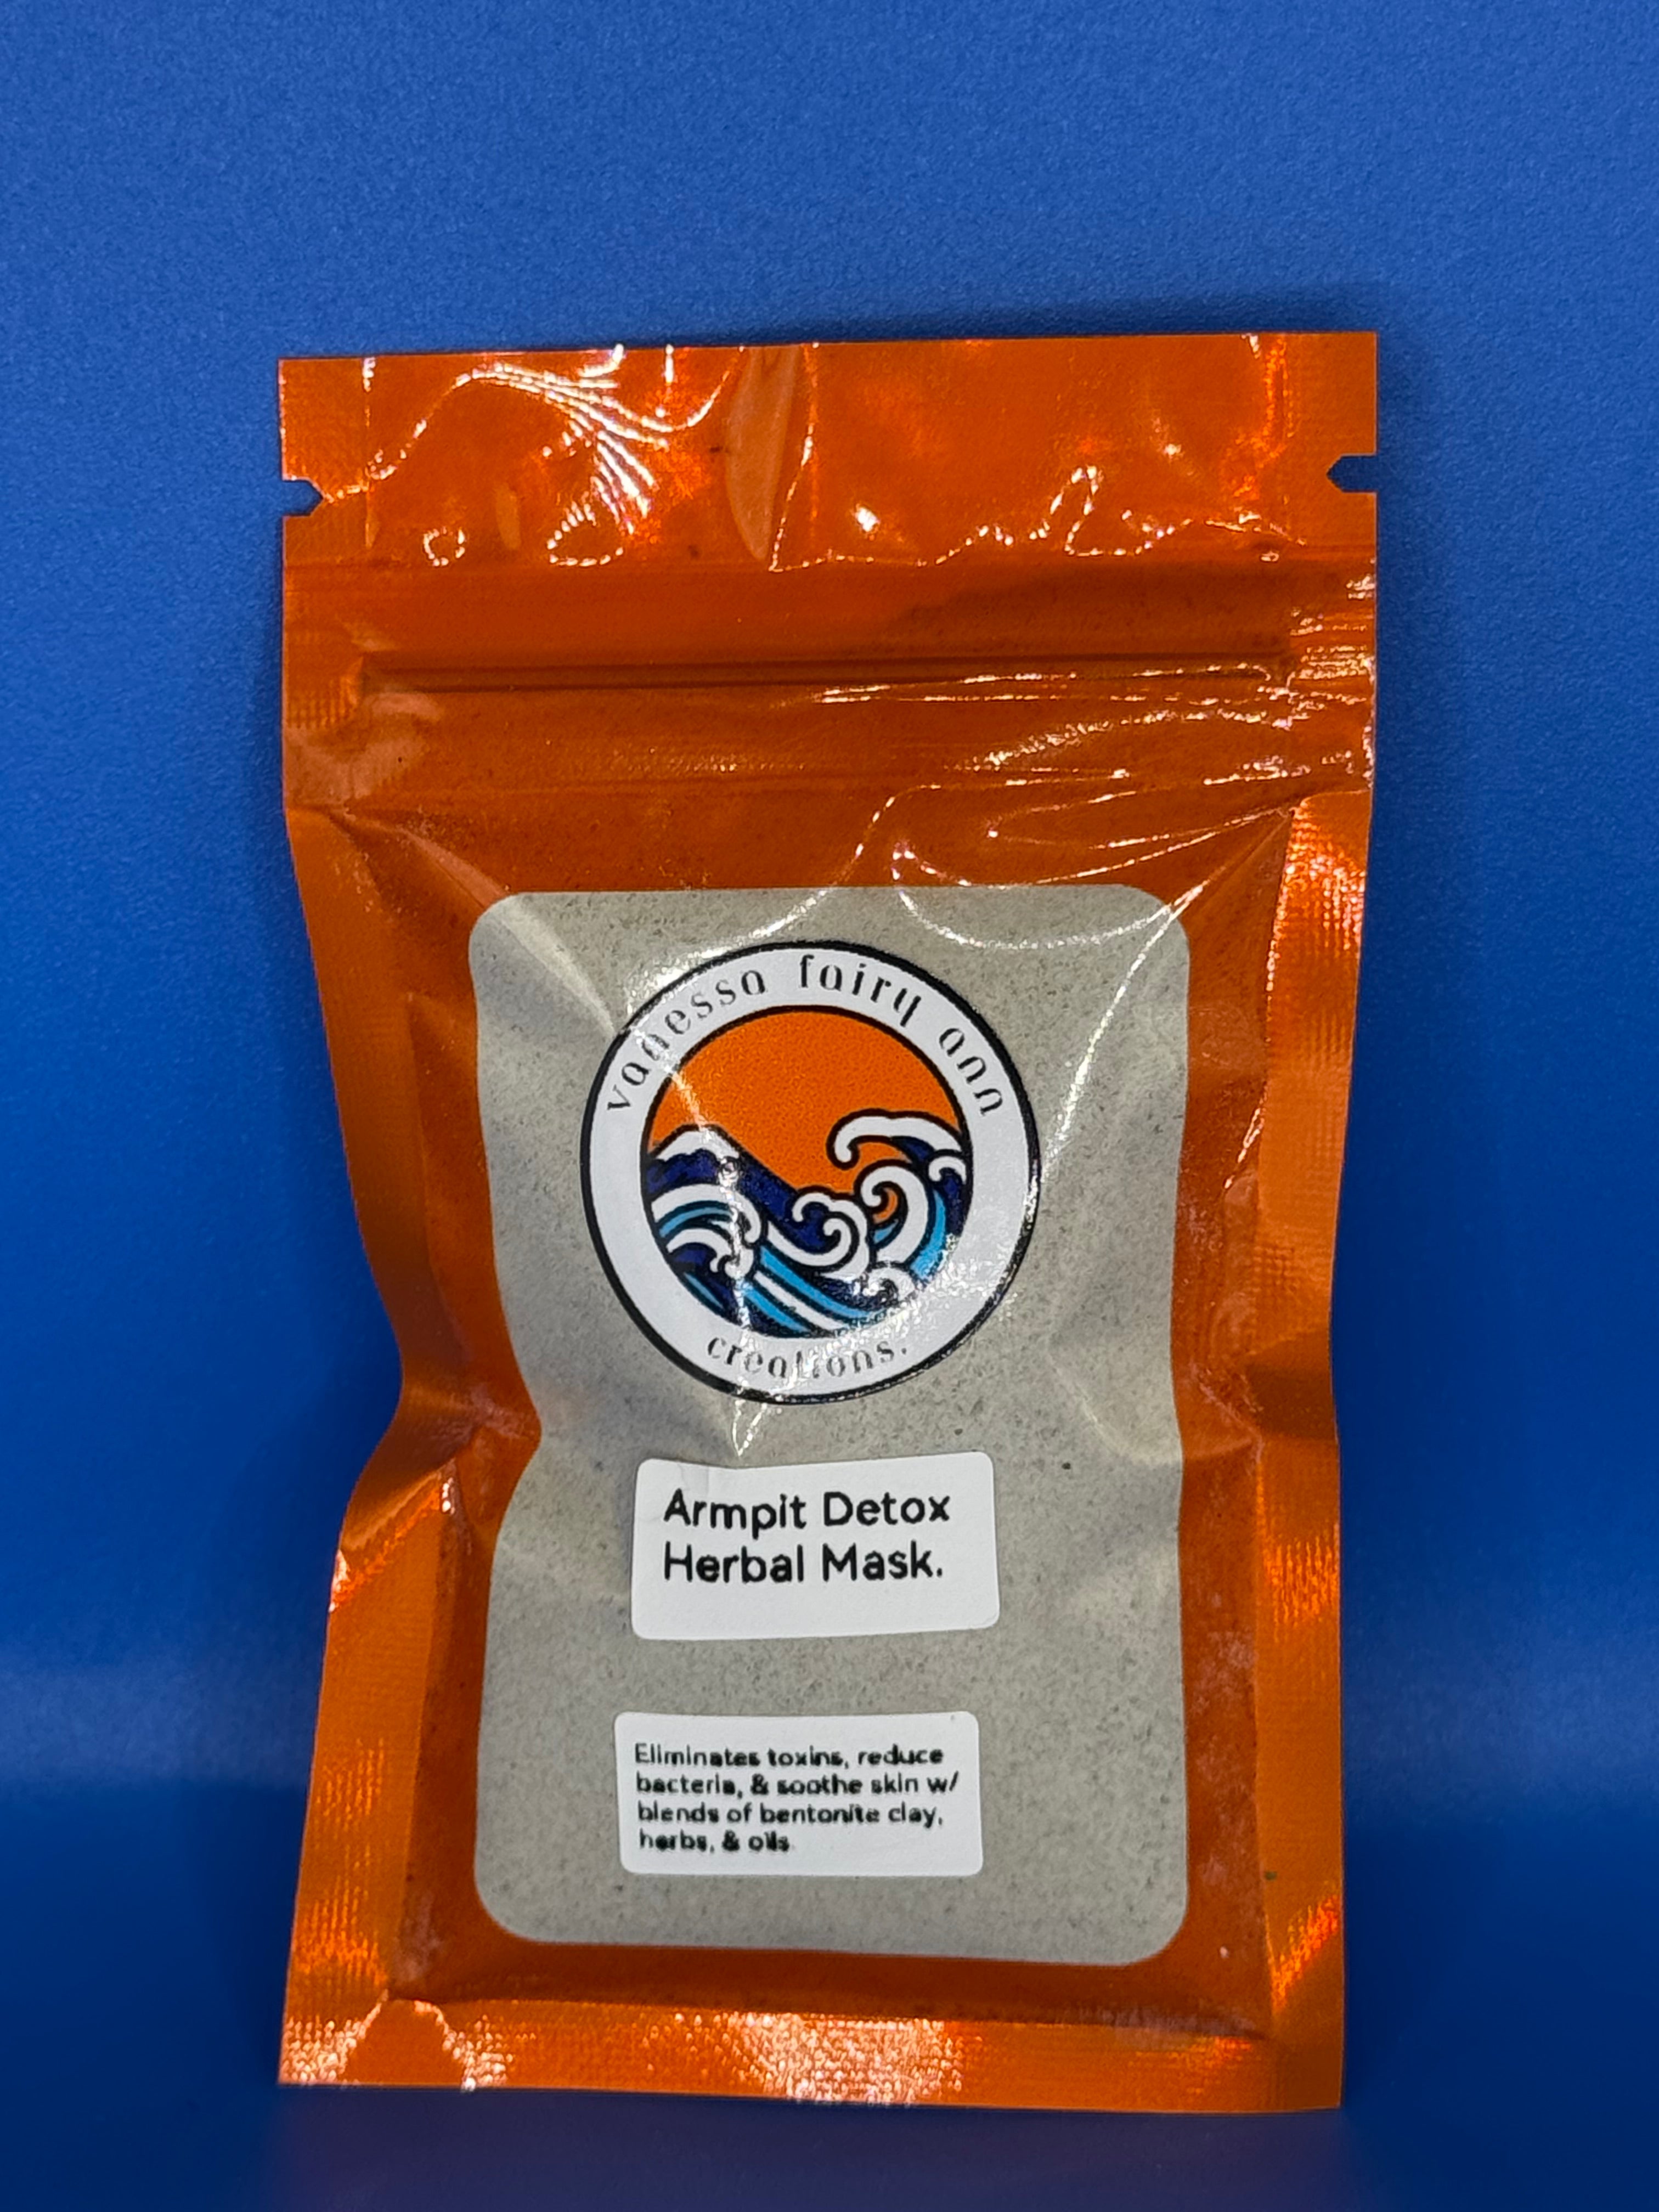 vanessa fairy ann
creations.
Armpit Detox
Herbal Mask.
Eliminates toxins, reduce
bacteria, & soothe skin w/
blends of bentonite clay,
herbs, & oils